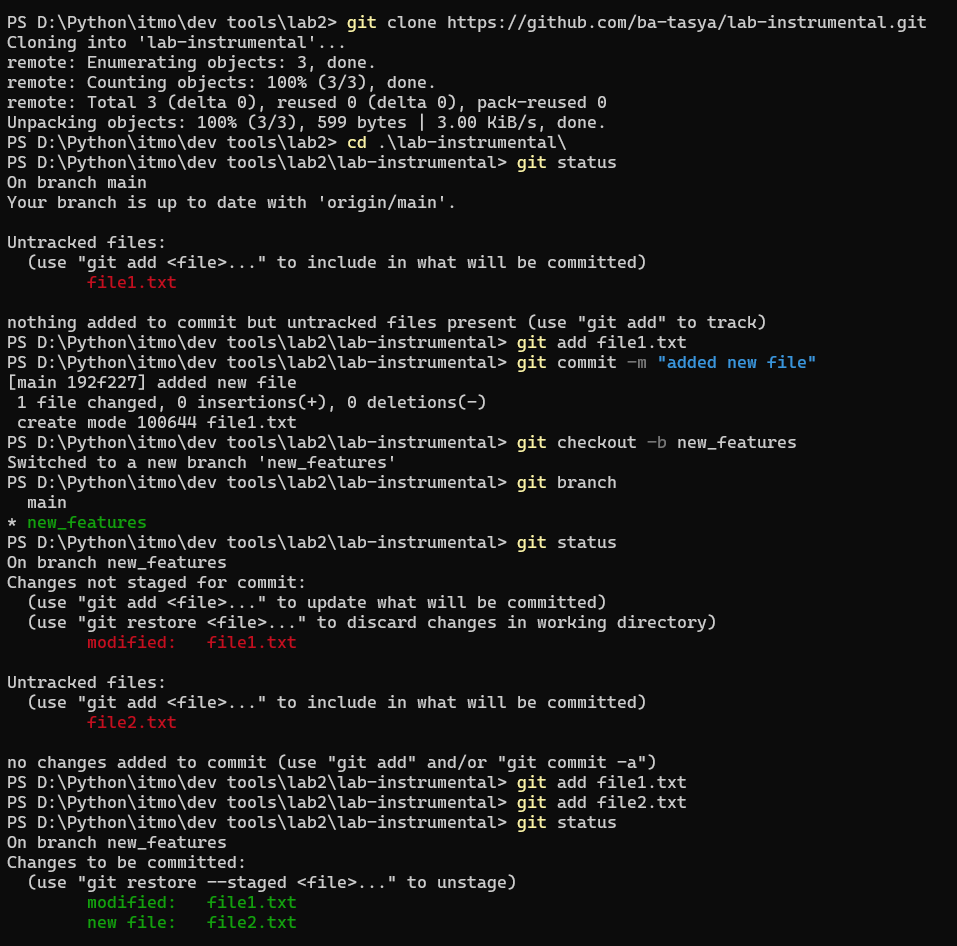 PS D:\Python\itmo\dev tools\lab2> git clone https://github.com/ba-tasya/lab-instrumental.git
Cloning into 'lab-instrumental'...
remote: Enumerating objects: 3, done.
remote: Counting objects: 100% (3/3), done.
remote: Total 3 (delta 0), reused 0 (delta 0), pack-reused 0
Unpacking objects: 100% (3/3), 599 bytes | 3.00 KiB/s, done.
PS D:\Python\itmo\dev tools\lab2> cd .\lab-instrumental\
PS D:\Python\itmo\dev tools\lab2\lab-instrumental> git status
On branch main
Your branch is up to date with 'origin/main'.

Untracked files:
  (use "git add <file>..." to include in what will be committed)
        file1.txt

nothing added to commit but untracked files present (use "git add" to track)
PS D:\Python\itmo\dev tools\lab2\lab-instrumental> git add file1.txt
PS D:\Python\itmo\dev tools\lab2\lab-instrumental> git commit -m "added new file"
[main 192f227] added new file
 1 file changed, 0 insertions(+), 0 deletions(-)
 create mode 100644 file1.txt
PS D:\Python\itmo\dev tools\lab2\lab-instrumental> git checkout -b new_features
Switched to a new branch 'new_features'
PS D:\Python\itmo\dev tools\lab2\lab-instrumental> git branch
  main
* new_features
PS D:\Python\itmo\dev tools\lab2\lab-instrumental> git status
On branch new_features
Changes not staged for commit:
  (use "git add <file>..." to update what will be committed)
  (use "git restore <file>..." to discard changes in working directory)
        modified:   file1.txt

Untracked files:
  (use "git add <file>..." to include in what will be committed)
        file2.txt

no changes added to commit (use "git add" and/or "git commit -a")
PS D:\Python\itmo\dev tools\lab2\lab-instrumental> git add file1.txt
PS D:\Python\itmo\dev tools\lab2\lab-instrumental> git add file2.txt
PS D:\Python\itmo\dev tools\lab2\lab-instrumental> git status
On branch new_features
Changes to be committed:
  (use "git restore --staged <file>..." to unstage)
        modified:   file1.txt
        new file:   file2.txt